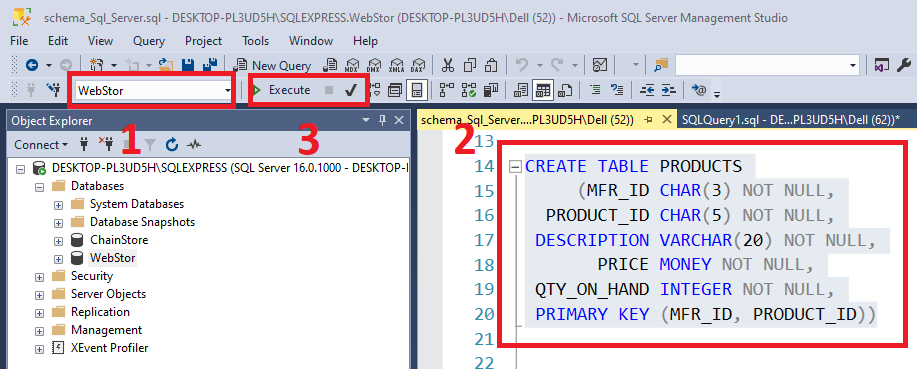 schema_Sql_Server.sql - DESKTOP-PL3UD5H\SQLEXPRESS.WebStor (DESKTOP-PL3UD5H\Dell (52)) - Microsoft SQL Server Management Studio
File Edit View Query Project Tools Window Help
New Query MDX DMX XMLA DAX
WebStor Execute
1 3 2
Object Explorer
schema_Sql_Server....PL3UD5H\Dell (52)) SQLQuery1.sql - DE...PL3UD5H\Dell (62))*
Connect
DESKTOP-PL3UD5H\SQLEXPRESS (SQL Server 16.0.1000 - DESKTOP-
Databases
System Databases
Database Snapshots
ChainStore
WebStor
Security
Server Objects
Replication
Management
XEvent Profiler
13
14 CREATE TABLE PRODUCTS
15 (MFR_ID CHAR(3) NOT NULL,
16 PRODUCT_ID CHAR(5) NOT NULL,
17 DESCRIPTION VARCHAR(20) NOT NULL,
18 PRICE MONEY NOT NULL,
19 QTY_ON_HAND INTEGER NOT NULL,
20 PRIMARY KEY (MFR_ID, PRODUCT_ID))
21
22